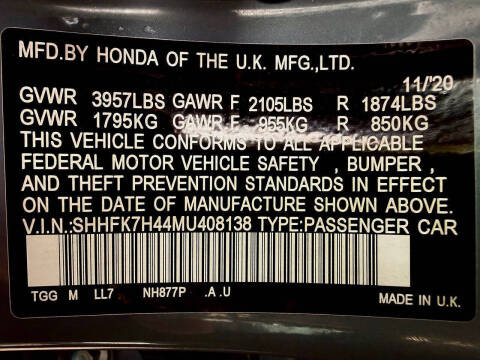 MFD.BY HONDA OF THE U.K. MFG.,LTD.
11/'20
GVWR 3957LBS GAWR F 2105LBS R 1874LBS
GVWR 1795KG GAWR F 955KG R 850KG
THIS VEHICLE CONFORMS TO ALL APPLICABLE
FEDERAL MOTOR VEHICLE SAFETY , BUMPER ,
AND THEFT PREVENTION STANDARDS IN EFFECT
ON THE DATE OF MANUFACTURE SHOWN ABOVE.
V.I.N.:SHHFK7H44MU408138 TYPE:PASSENGER CAR
TGG M LL7 NH877P .A .U
MADE IN U.K.